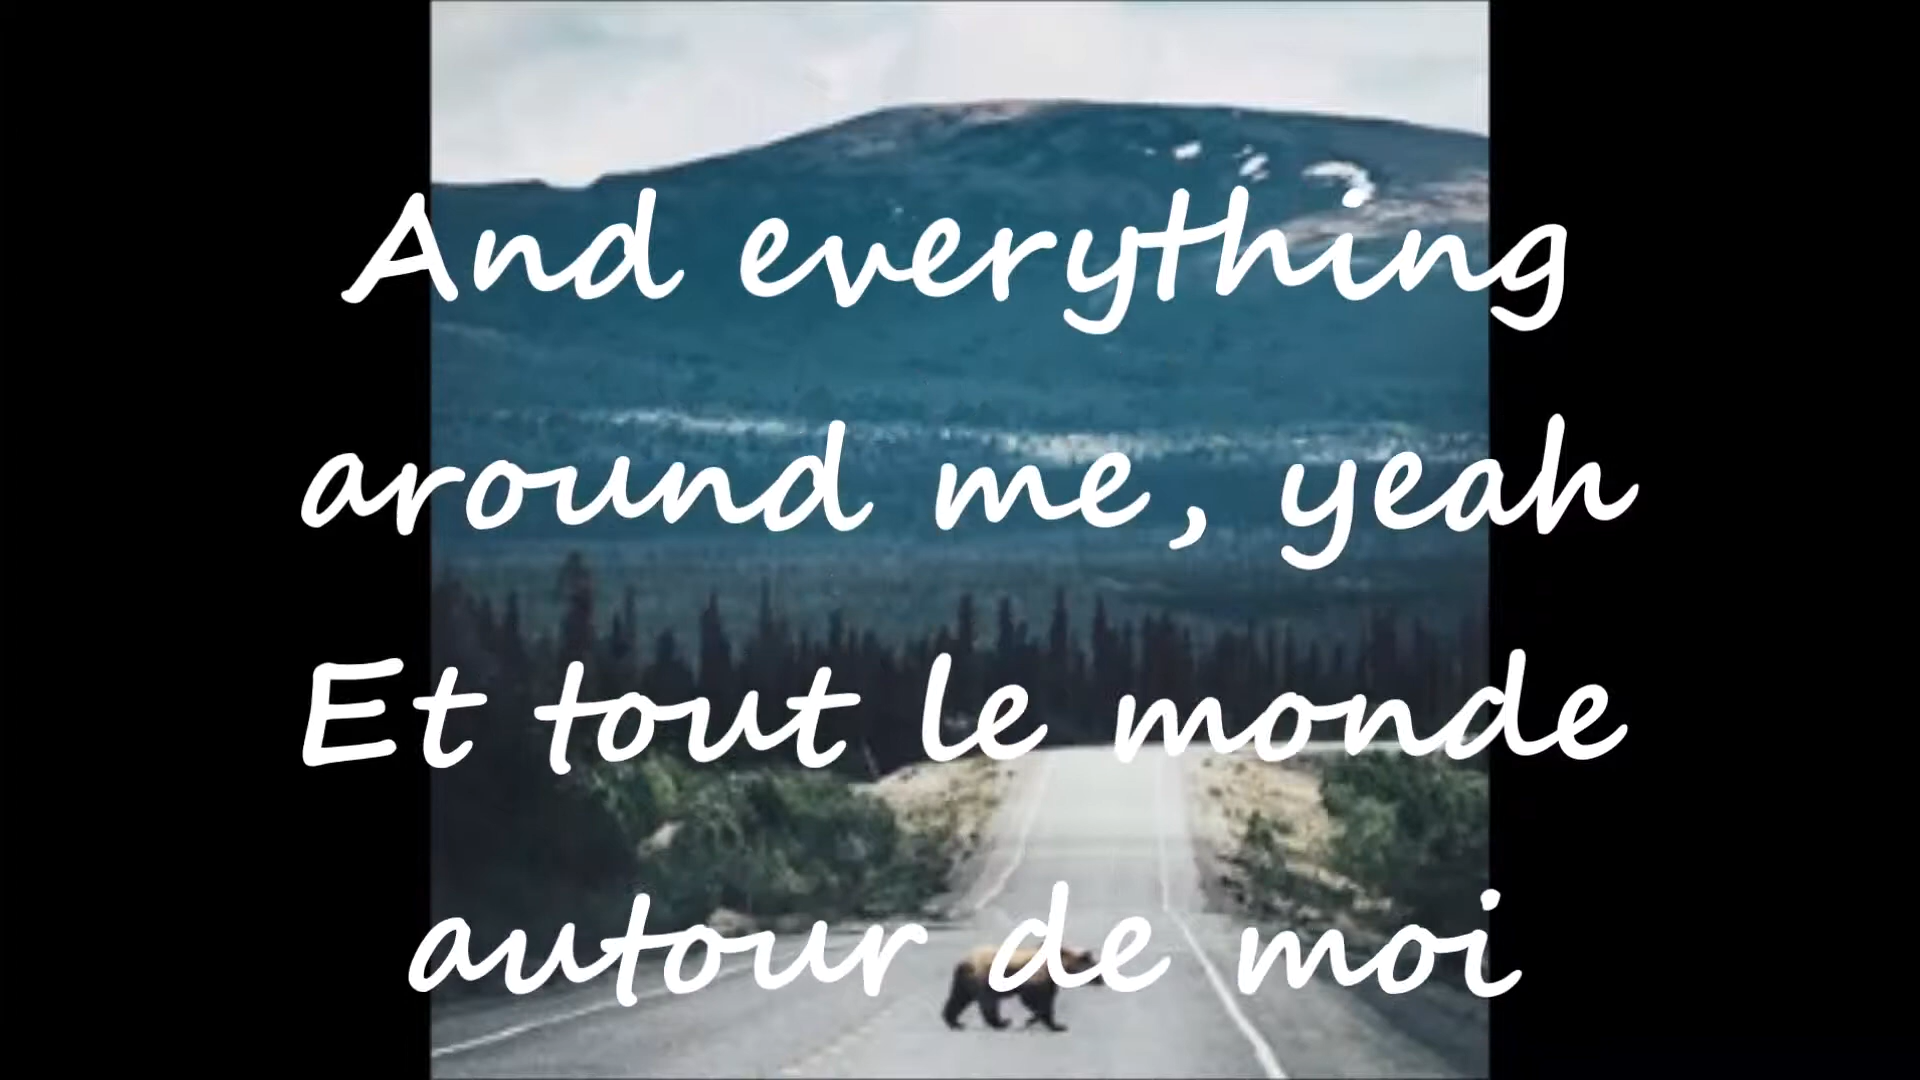 And everything
around me, yeah
Et tout le monde
autour de moi